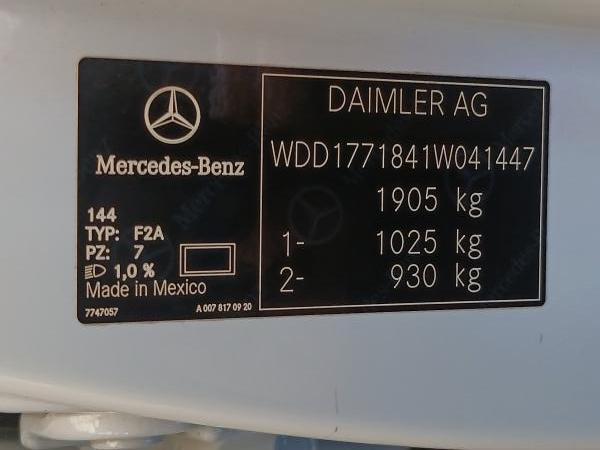 Mercedes-Benz
144
TYP: F2A
PZ: 7
1,0 %
Made in Mexico
7747057
A 007 817 09 20
DAIMLER AG
WDD1771841W041447
1905 kg
1- 1025 kg
2- 930 kg